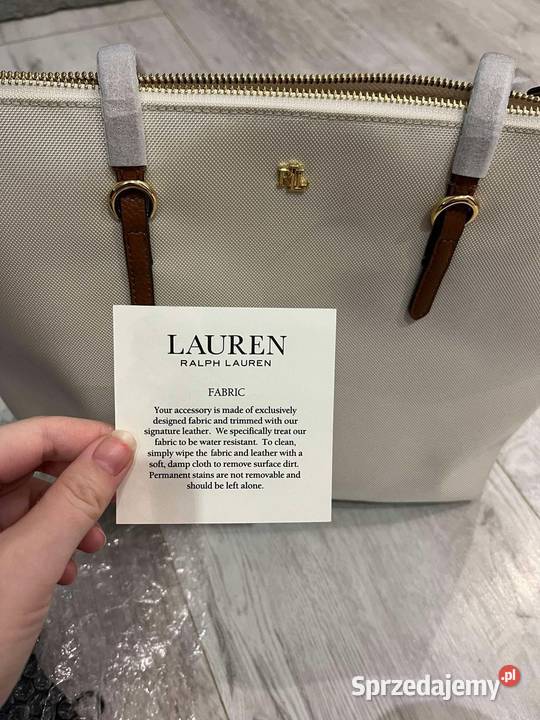 RLL
LAUREN
RALPH LAUREN
FABRIC
Your accessory is made of exclusively
designed fabric and trimmed with our
signature leather. We specifically treat our
fabric to be water resistant. To clean,
simply wipe the fabric and leather with a
soft, damp cloth to remove surface dirt.
Permanent stains are not removable and
should be left alone.
Sprzedajemy.pl